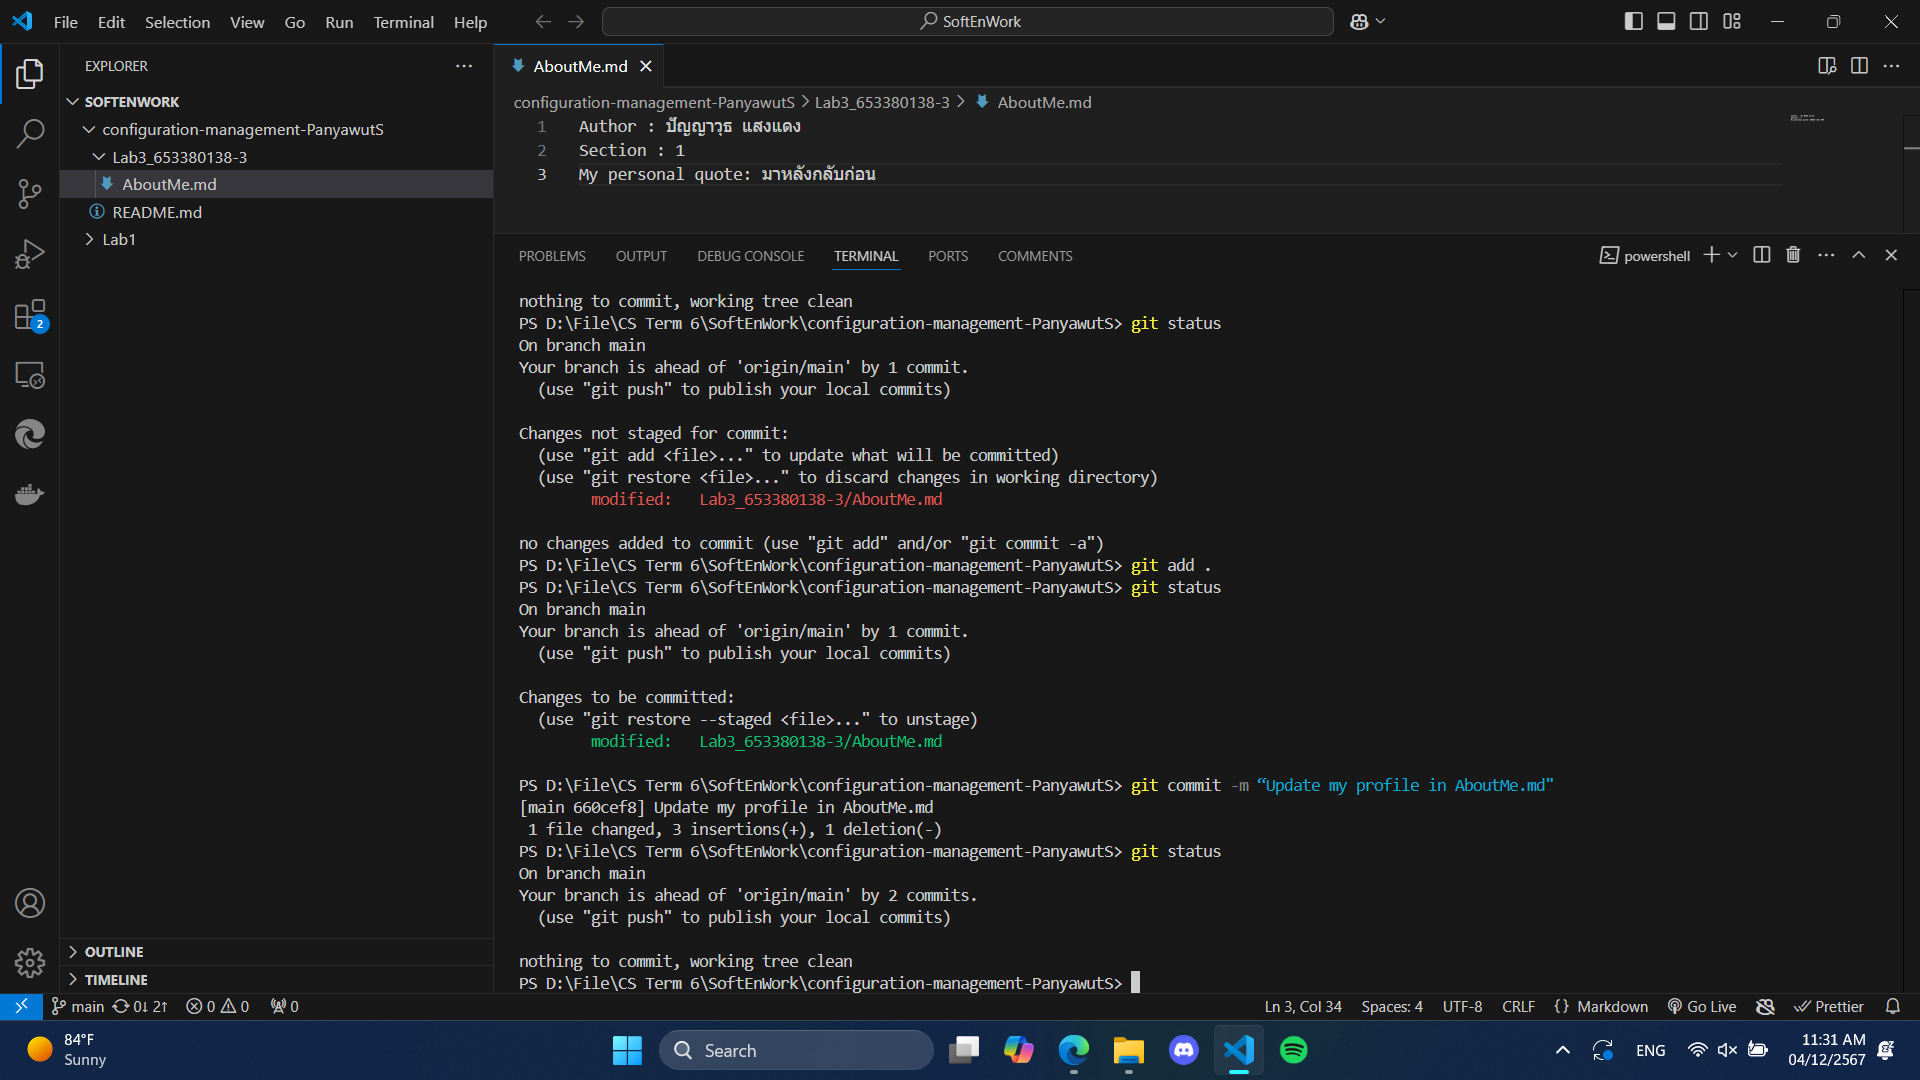 File Edit Selection View Go Run Terminal Help
SoftEnWork
EXPLORER
SOFTENWORK
configuration-management-PanyawutS
Lab3_653380138-3
AboutMe.md
README.md
Lab1
OUTLINE
TIMELINE
2
AboutMe.md
configuration-management-PanyawutS > Lab3_653380138-3 > AboutMe.md
1 Author : ปัญญาวุธ แสงแดง
2 Section : 1
3 My personal quote: มาหลังกลับก่อน
PROBLEMS OUTPUT DEBUG CONSOLE TERMINAL PORTS COMMENTS
powershell
nothing to commit, working tree clean
PS D:\File\CS Term 6\SoftEnWork\configuration-management-PanyawutS> git status
On branch main
Your branch is ahead of 'origin/main' by 1 commit.
(use "git push" to publish your local commits)
Changes not staged for commit:
(use "git add <file>..." to update what will be committed)
(use "git restore <file>..." to discard changes in working directory)
modified: Lab3_653380138-3/AboutMe.md
no changes added to commit (use "git add" and/or "git commit -a")
PS D:\File\CS Term 6\SoftEnWork\configuration-management-PanyawutS> git add .
PS D:\File\CS Term 6\SoftEnWork\configuration-management-PanyawutS> git status
On branch main
Your branch is ahead of 'origin/main' by 1 commit.
(use "git push" to publish your local commits)
Changes to be committed:
(use "git restore --staged <file>..." to unstage)
modified: Lab3_653380138-3/AboutMe.md
PS D:\File\CS Term 6\SoftEnWork\configuration-management-PanyawutS> git commit -m “Update my profile in AboutMe.md"
[main 660cef8] Update my profile in AboutMe.md
1 file changed, 3 insertions(+), 1 deletion(-)
PS D:\File\CS Term 6\SoftEnWork\configuration-management-PanyawutS> git status
On branch main
Your branch is ahead of 'origin/main' by 2 commits.
(use "git push" to publish your local commits)
nothing to commit, working tree clean
PS D:\File\CS Term 6\SoftEnWork\configuration-management-PanyawutS>
main 0↓ 2↑ 0 0 0 Ln 3, Col 34 Spaces: 4 UTF-8 CRLF {} Markdown Go Live Prettier
84°F
Sunny
Search
ENG
11:31 AM
04/12/2567